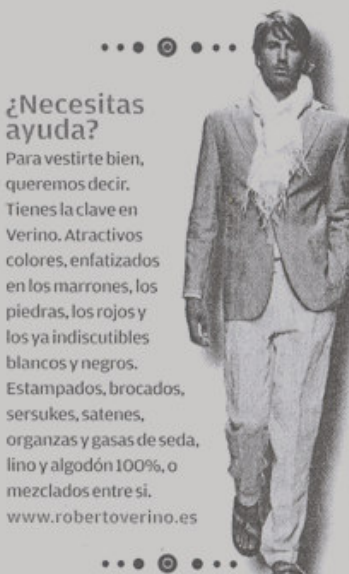 ¿Necesitas
ayuda?
Para vestirte bien,
queremos decir.
Tienes la clave en
Verino. Atractivos
colores, enfatizados
en los marrones, los
piedras, los rojos y
los ya indiscutibles
blancos y negros.
Estampados, brocados,
sersukes, satenes,
organzas y gasas de seda,
lino y algodón 100%, o
mezclados entre si.
www.robertoverino.es